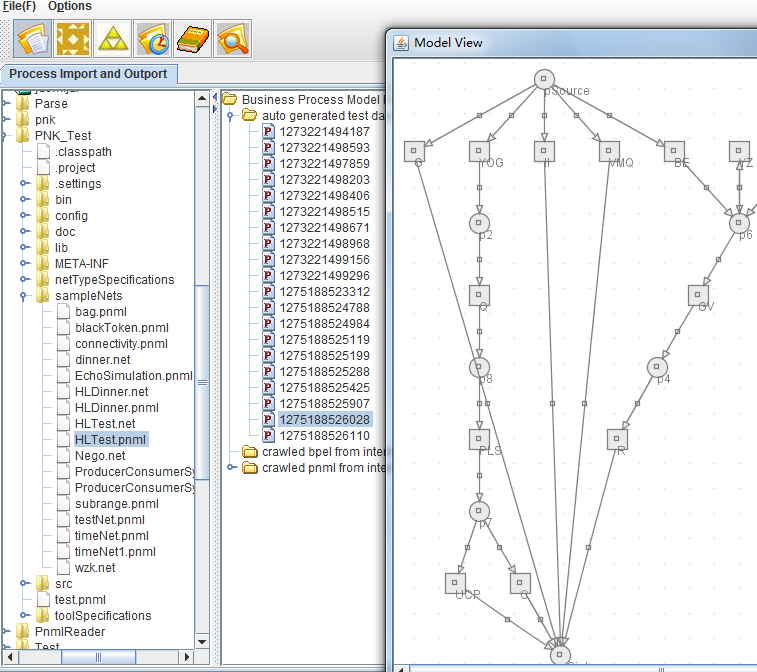 File(F) Options
Process Import and Outport
Parse
pnk
PNK_Test
.classpath
.project
.settings
bin
config
doc
lib
META-INF
netTypeSpecifications
sampleNets
bag.pnml
blackToken.pnml
connectivity.pnml
dinner.net
EchoSimulation.pnml
HLDinner.net
HLDinner.pnml
HLTest.net
HLTest.pnml
Nego.net
ProducerConsumerSy
ProducerConsumerSy
subrange.pnml
testNet.pnml
timeNet.pnml
timeNet1.pnml
wzk.net
src
test.pnml
toolSpecifications
PnmlReader
Test
Business Process Model
auto generated test da
1273221494187
1273221498593
1273221497859
1273221498203
1273221498406
1273221498515
1273221498671
1273221498968
1273221499156
1273221499296
1275188523312
1275188524788
1275188524984
1275188525119
1275188525199
1275188525288
1275188525425
1275188525907
1275188526028
1275188526110
crawled bpel from inter
crawled pnml from inter
Model View
pSource
YOG
VMQ
BE
YZ
p2
p6
Q
GV
p8
p4
PLS
R
p7
UCP